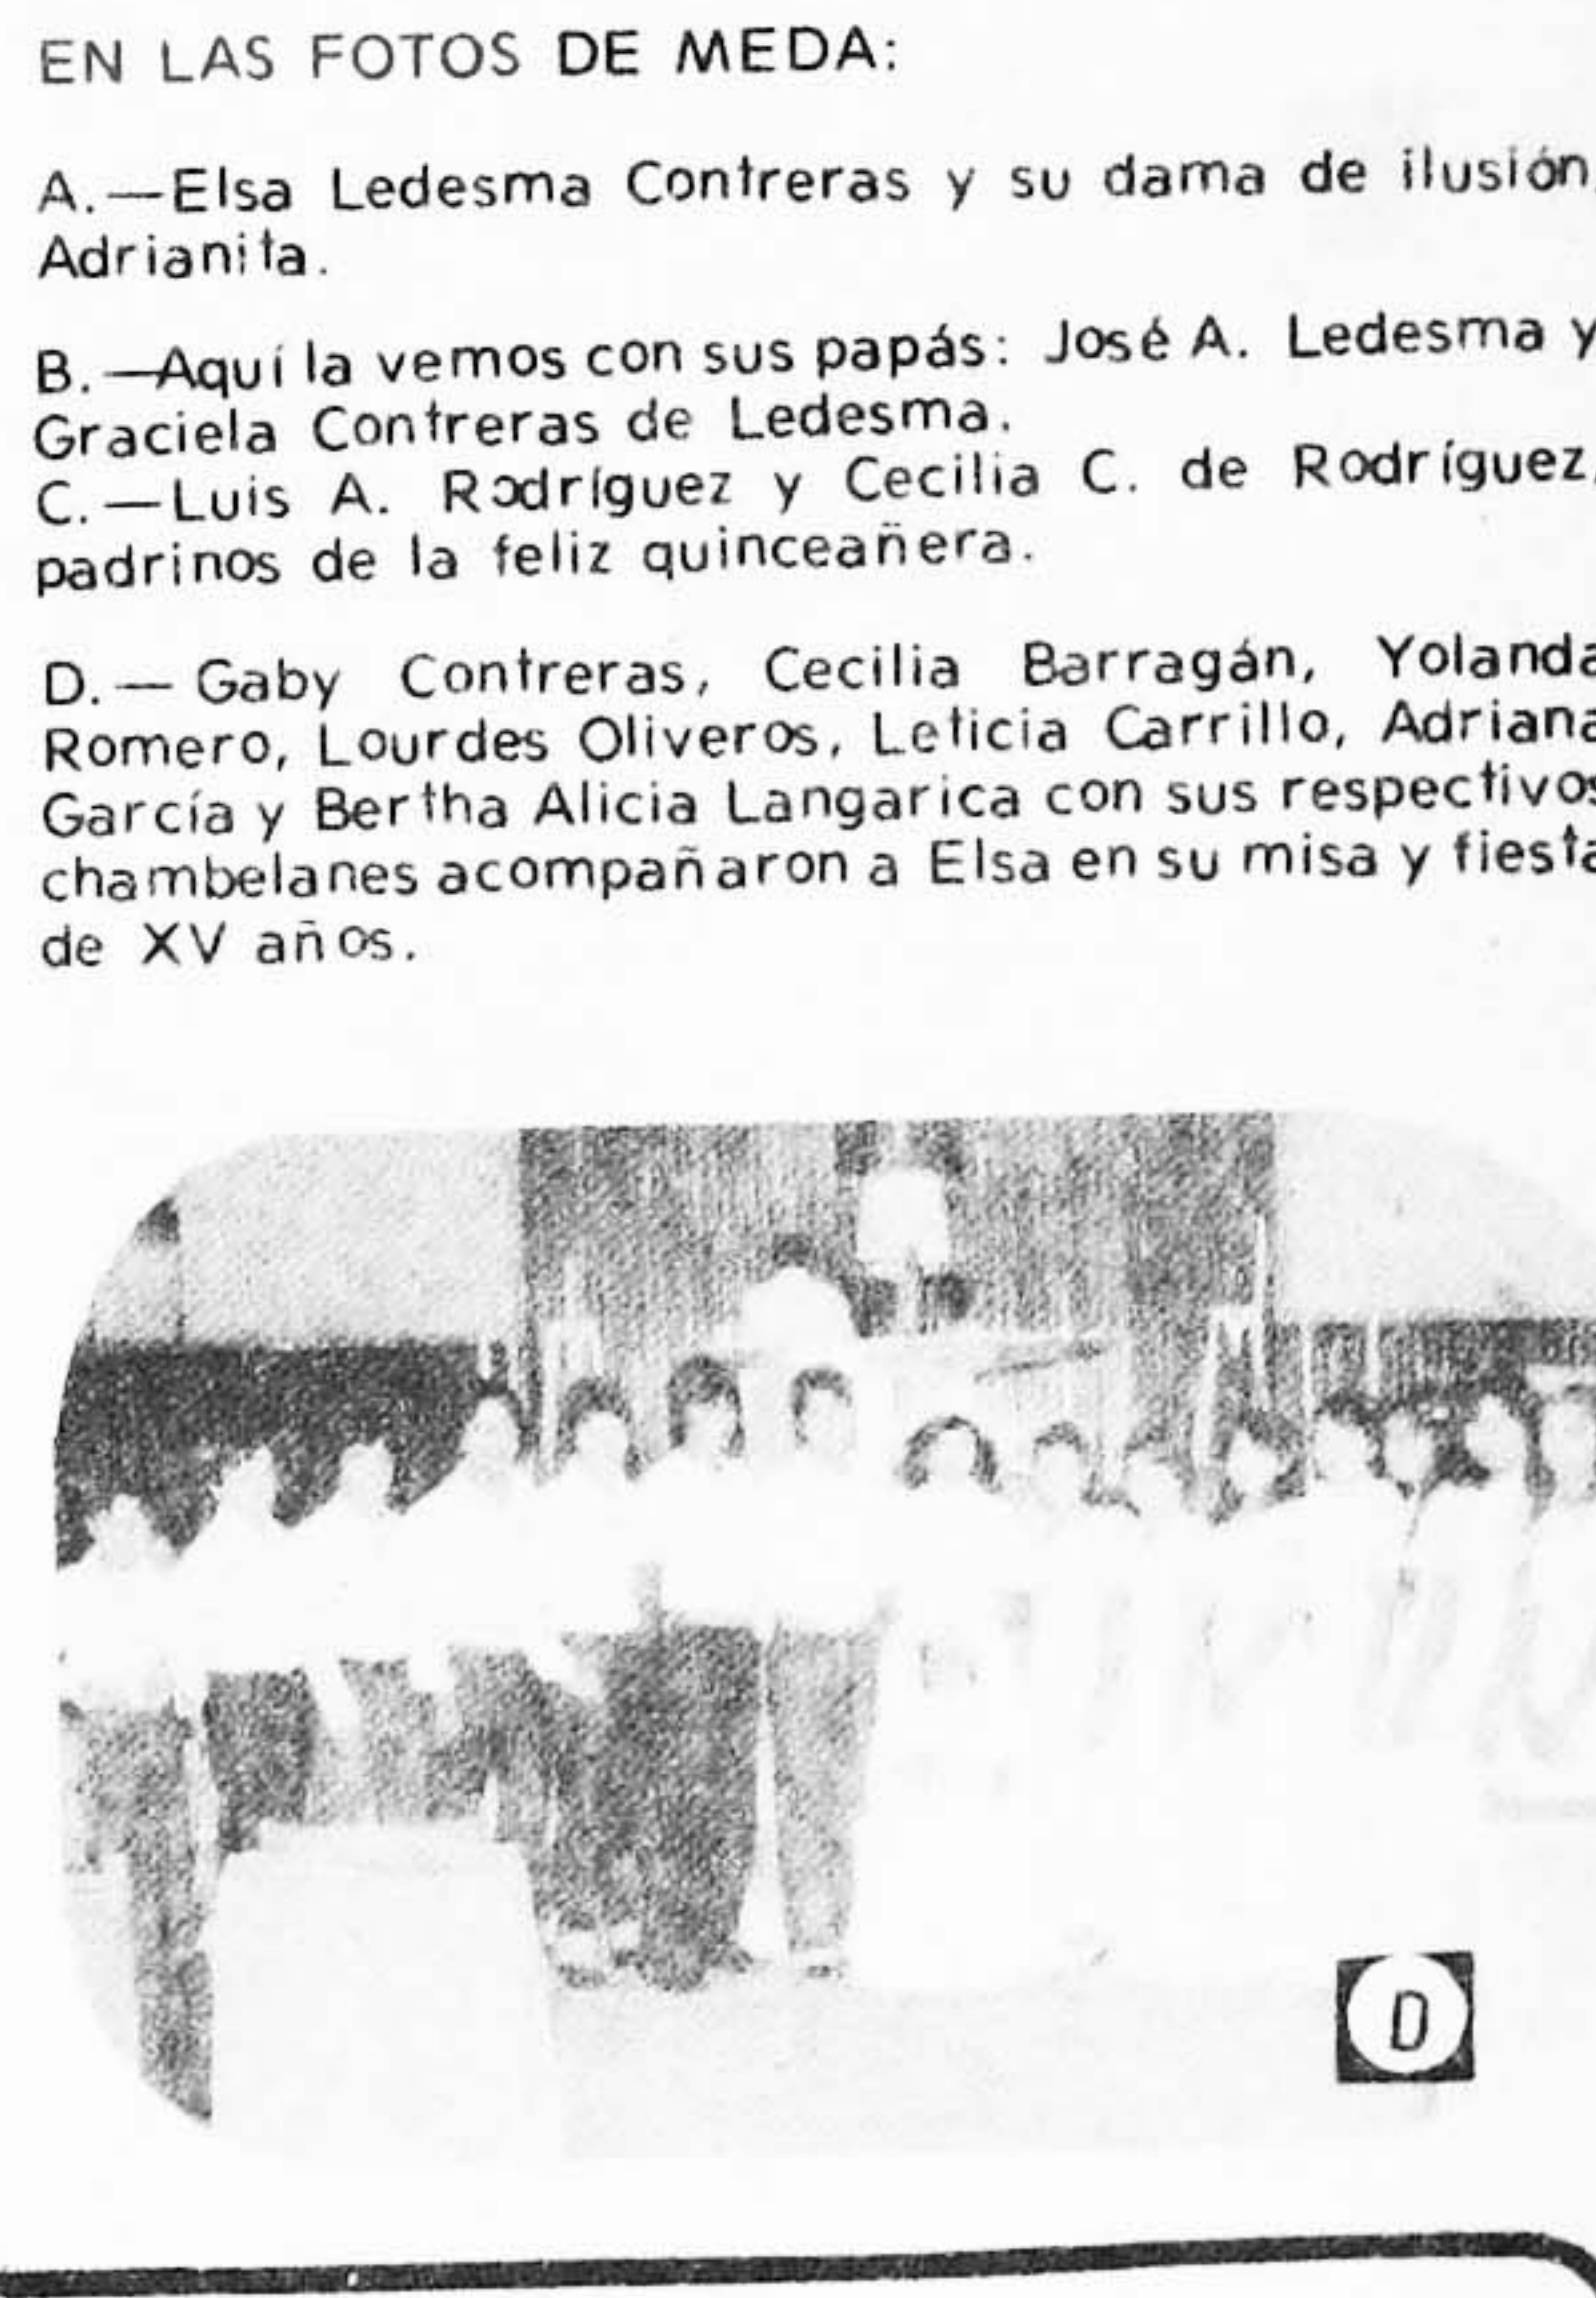 EN LAS FOTOS DE MEDA:
A.—Elsa Ledesma Contreras y su dama de ilusión
Adrianita.
B.—Aquí la vemos con sus papás: José A. Ledesma y
Graciela Contreras de Ledesma.
C.—Luis A. Rodríguez y Cecilia C. de Rodríguez,
padrinos de la feliz quinceañera.
D.— Gaby Contreras, Cecilia Barragán, Yolanda
Romero, Lourdes Oliveros, Leticia Carrillo, Adriana
García y Bertha Alicia Langarica con sus respectivos
chambelanes acompañaron a Elsa en su misa y fiesta
de XV años.
D